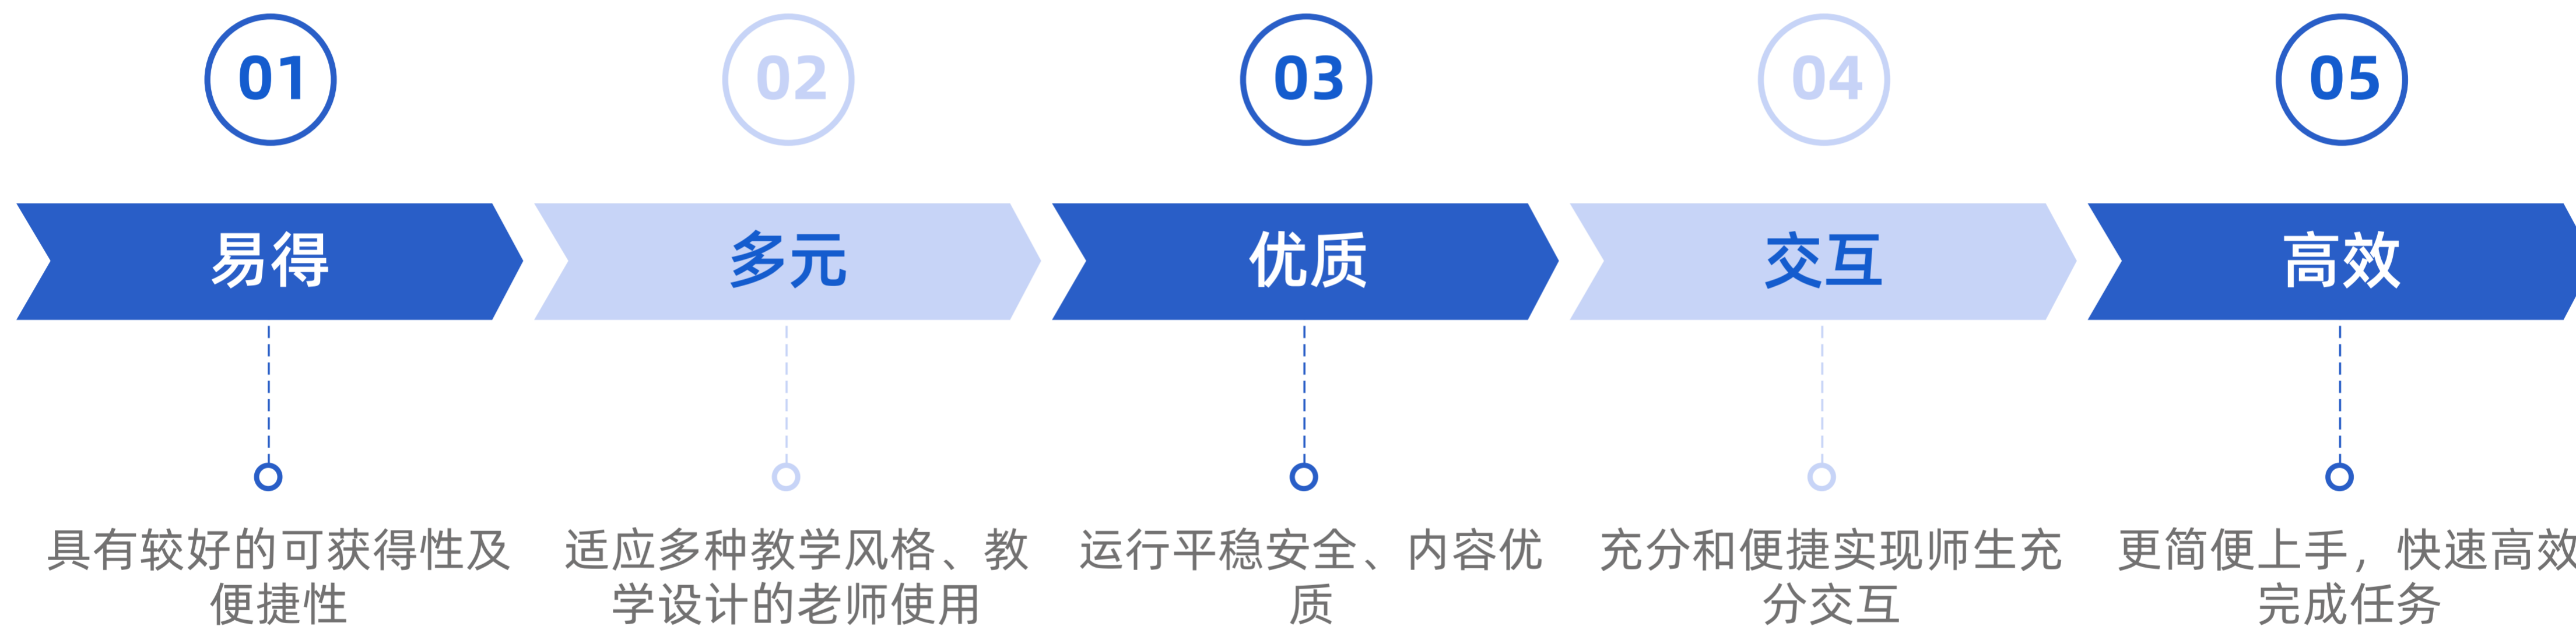 01
02
03
04
05
易得
多元
优质
交互
高效
具有较好的可获得性及
便捷性
适应多种教学风格、教
学设计的老师使用
运行平稳安全、内容优
质
充分和便捷实现师生充
分交互
更简便上手，快速高效
完成任务